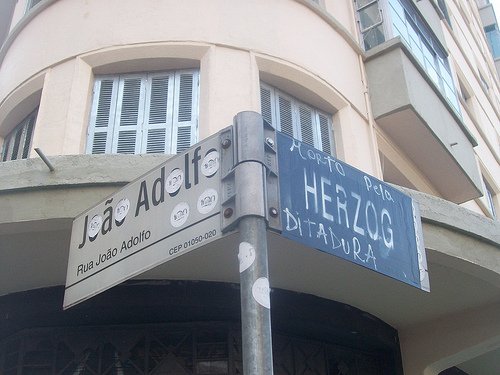 João Adolfo
Rua João Adolfo
CEP 01050-020
MORTO PELA
HERZOG
DITADURA